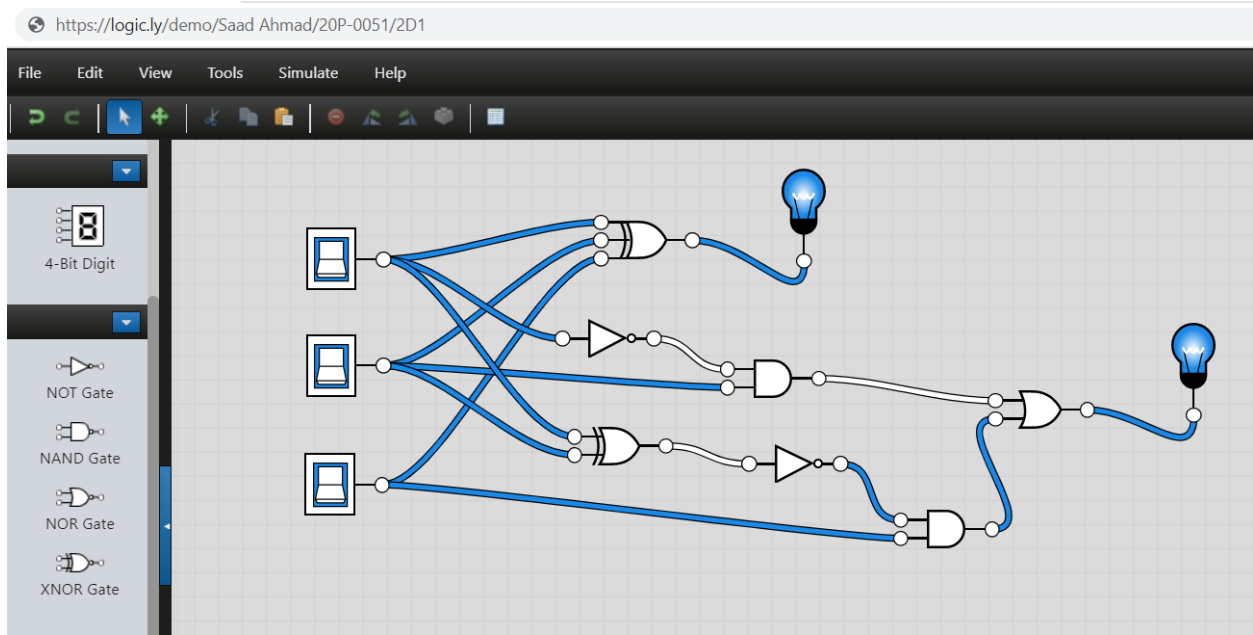 https://logic.ly/demo/Saad Ahmad/20P-0051/2D1
File Edit View Tools Simulate Help
4-Bit Digit
NOT Gate
NAND Gate
NOR Gate
XNOR Gate